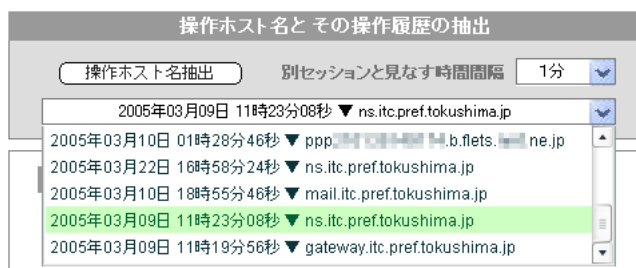 操作ホスト名と その操作履歴の抽出
操作ホスト名抽出 別セッションと見なす時間間隔 1分
2005年03月09日 11時23分08秒 ▼ ns.itc.pref.tokushima.jp
2005年03月10日 01時28分46秒 ▼ ppp .b.flets. ne.jp
2005年03月22日 16時58分24秒 ▼ ns.itc.pref.tokushima.jp
2005年03月10日 18時55分46秒 ▼ mail.itc.pref.tokushima.jp
2005年03月09日 11時23分08秒 ▼ ns.itc.pref.tokushima.jp
2005年03月09日 11時19分56秒 ▼ gateway.itc.pref.tokushima.jp